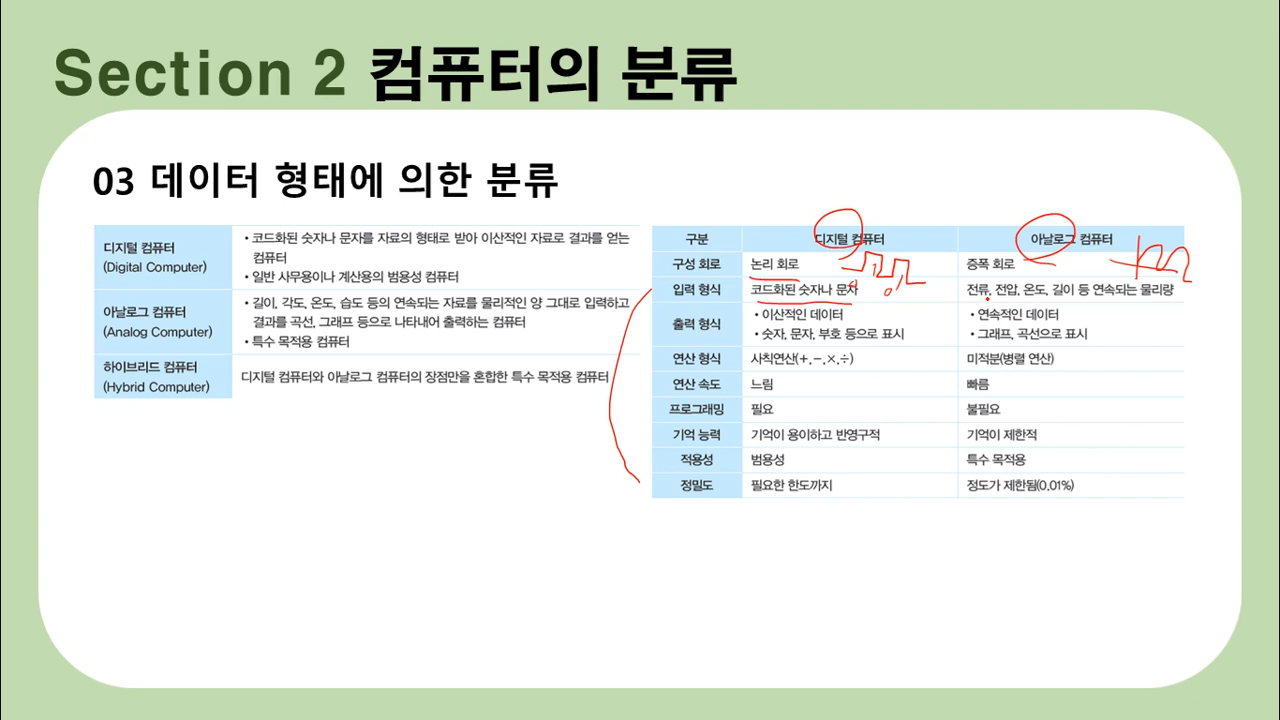 Section 2 컴퓨터의 분류
03 데이터 형태에 의한 분류
디지털 컴퓨터
(Digital Computer)
•코드화된 숫자나 문자를 자료의 형태로 받아 이산적인 자료로 결과를 얻는
컴퓨터
•일반 사무용이나 계산용의 범용성 컴퓨터
아날로그 컴퓨터
(Analog Computer)
•길이, 각도, 온도, 습도 등의 연속되는 자료를 물리적인 양 그대로 입력하고
결과를 곡선, 그래프 등으로 나타내어 출력하는 컴퓨터
•특수 목적용 컴퓨터
하이브리드 컴퓨터
(Hybrid Computer)
디지털 컴퓨터와 아날로그 컴퓨터의 장점만을 혼합한 특수 목적용 컴퓨터
구분 디지털 컴퓨터 아날로그 컴퓨터
구성 회로 논리 회로 증폭 회로
입력 형식 코드화된 숫자나 문자 전류, 전압, 온도, 길이 등 연속되는 물리량
출력 형식
•이산적인 데이터
•숫자, 문자, 부호 등으로 표시
•연속적인 데이터
•그래프, 곡선으로 표시
연산 형식 사칙연산(+,−,×,÷) 미적분(병렬 연산)
연산 속도 느림 빠름
프로그래밍 필요 불필요
기억 능력 기억이 용이하고 반영구적 기억이 제한적
적용성 범용성 특수 목적용
정밀도 필요한 한도까지 정도가 제한됨(0.01%)